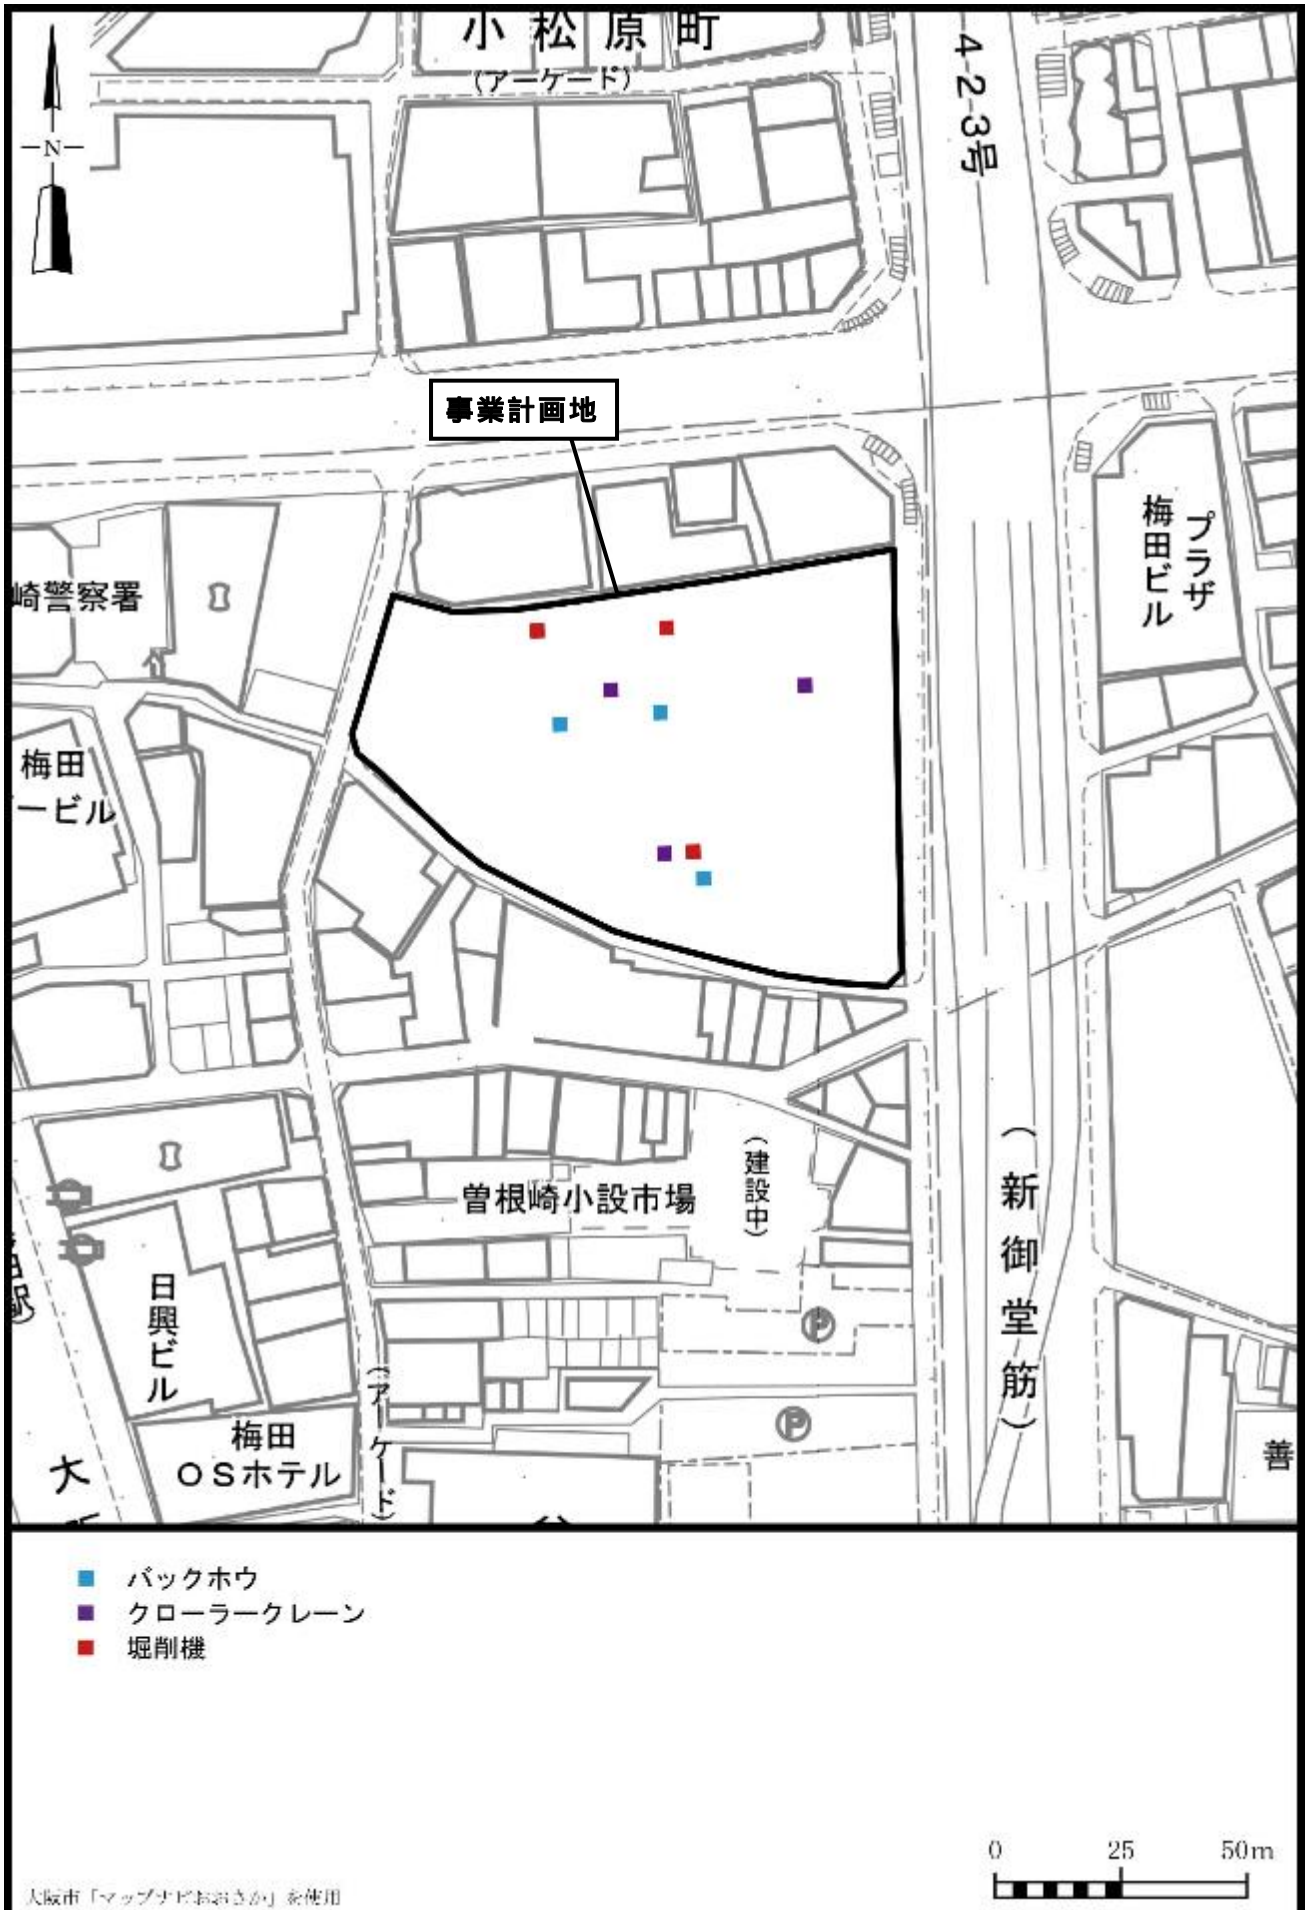 小松原町
(アーケード)
4-2-3号
N
事業計画地
崎警察署
梅田ビル
プラザ
梅田
ービル
曽根崎小設市場
(建設中)
(新御堂筋)
日興ビル
(アーケード)
梅田
OSホテル
P
P
大
善
バックホウ
クローラークレーン
堀削機
0 25 50m
大阪市「マップナビおおさか」を使用